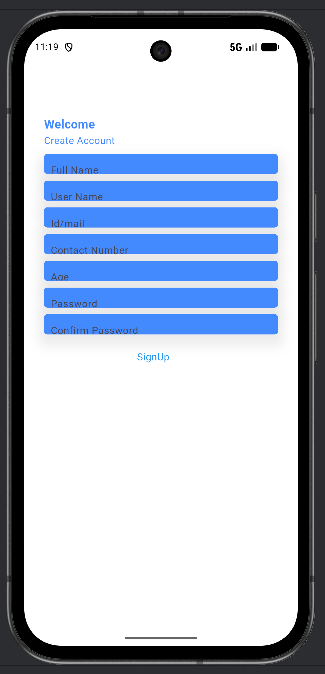 11:19 5G
Welcome
Create Account
Full Name
User Name
Id/mail
Contact Number
Age
Password
Confirm Password
SignUp